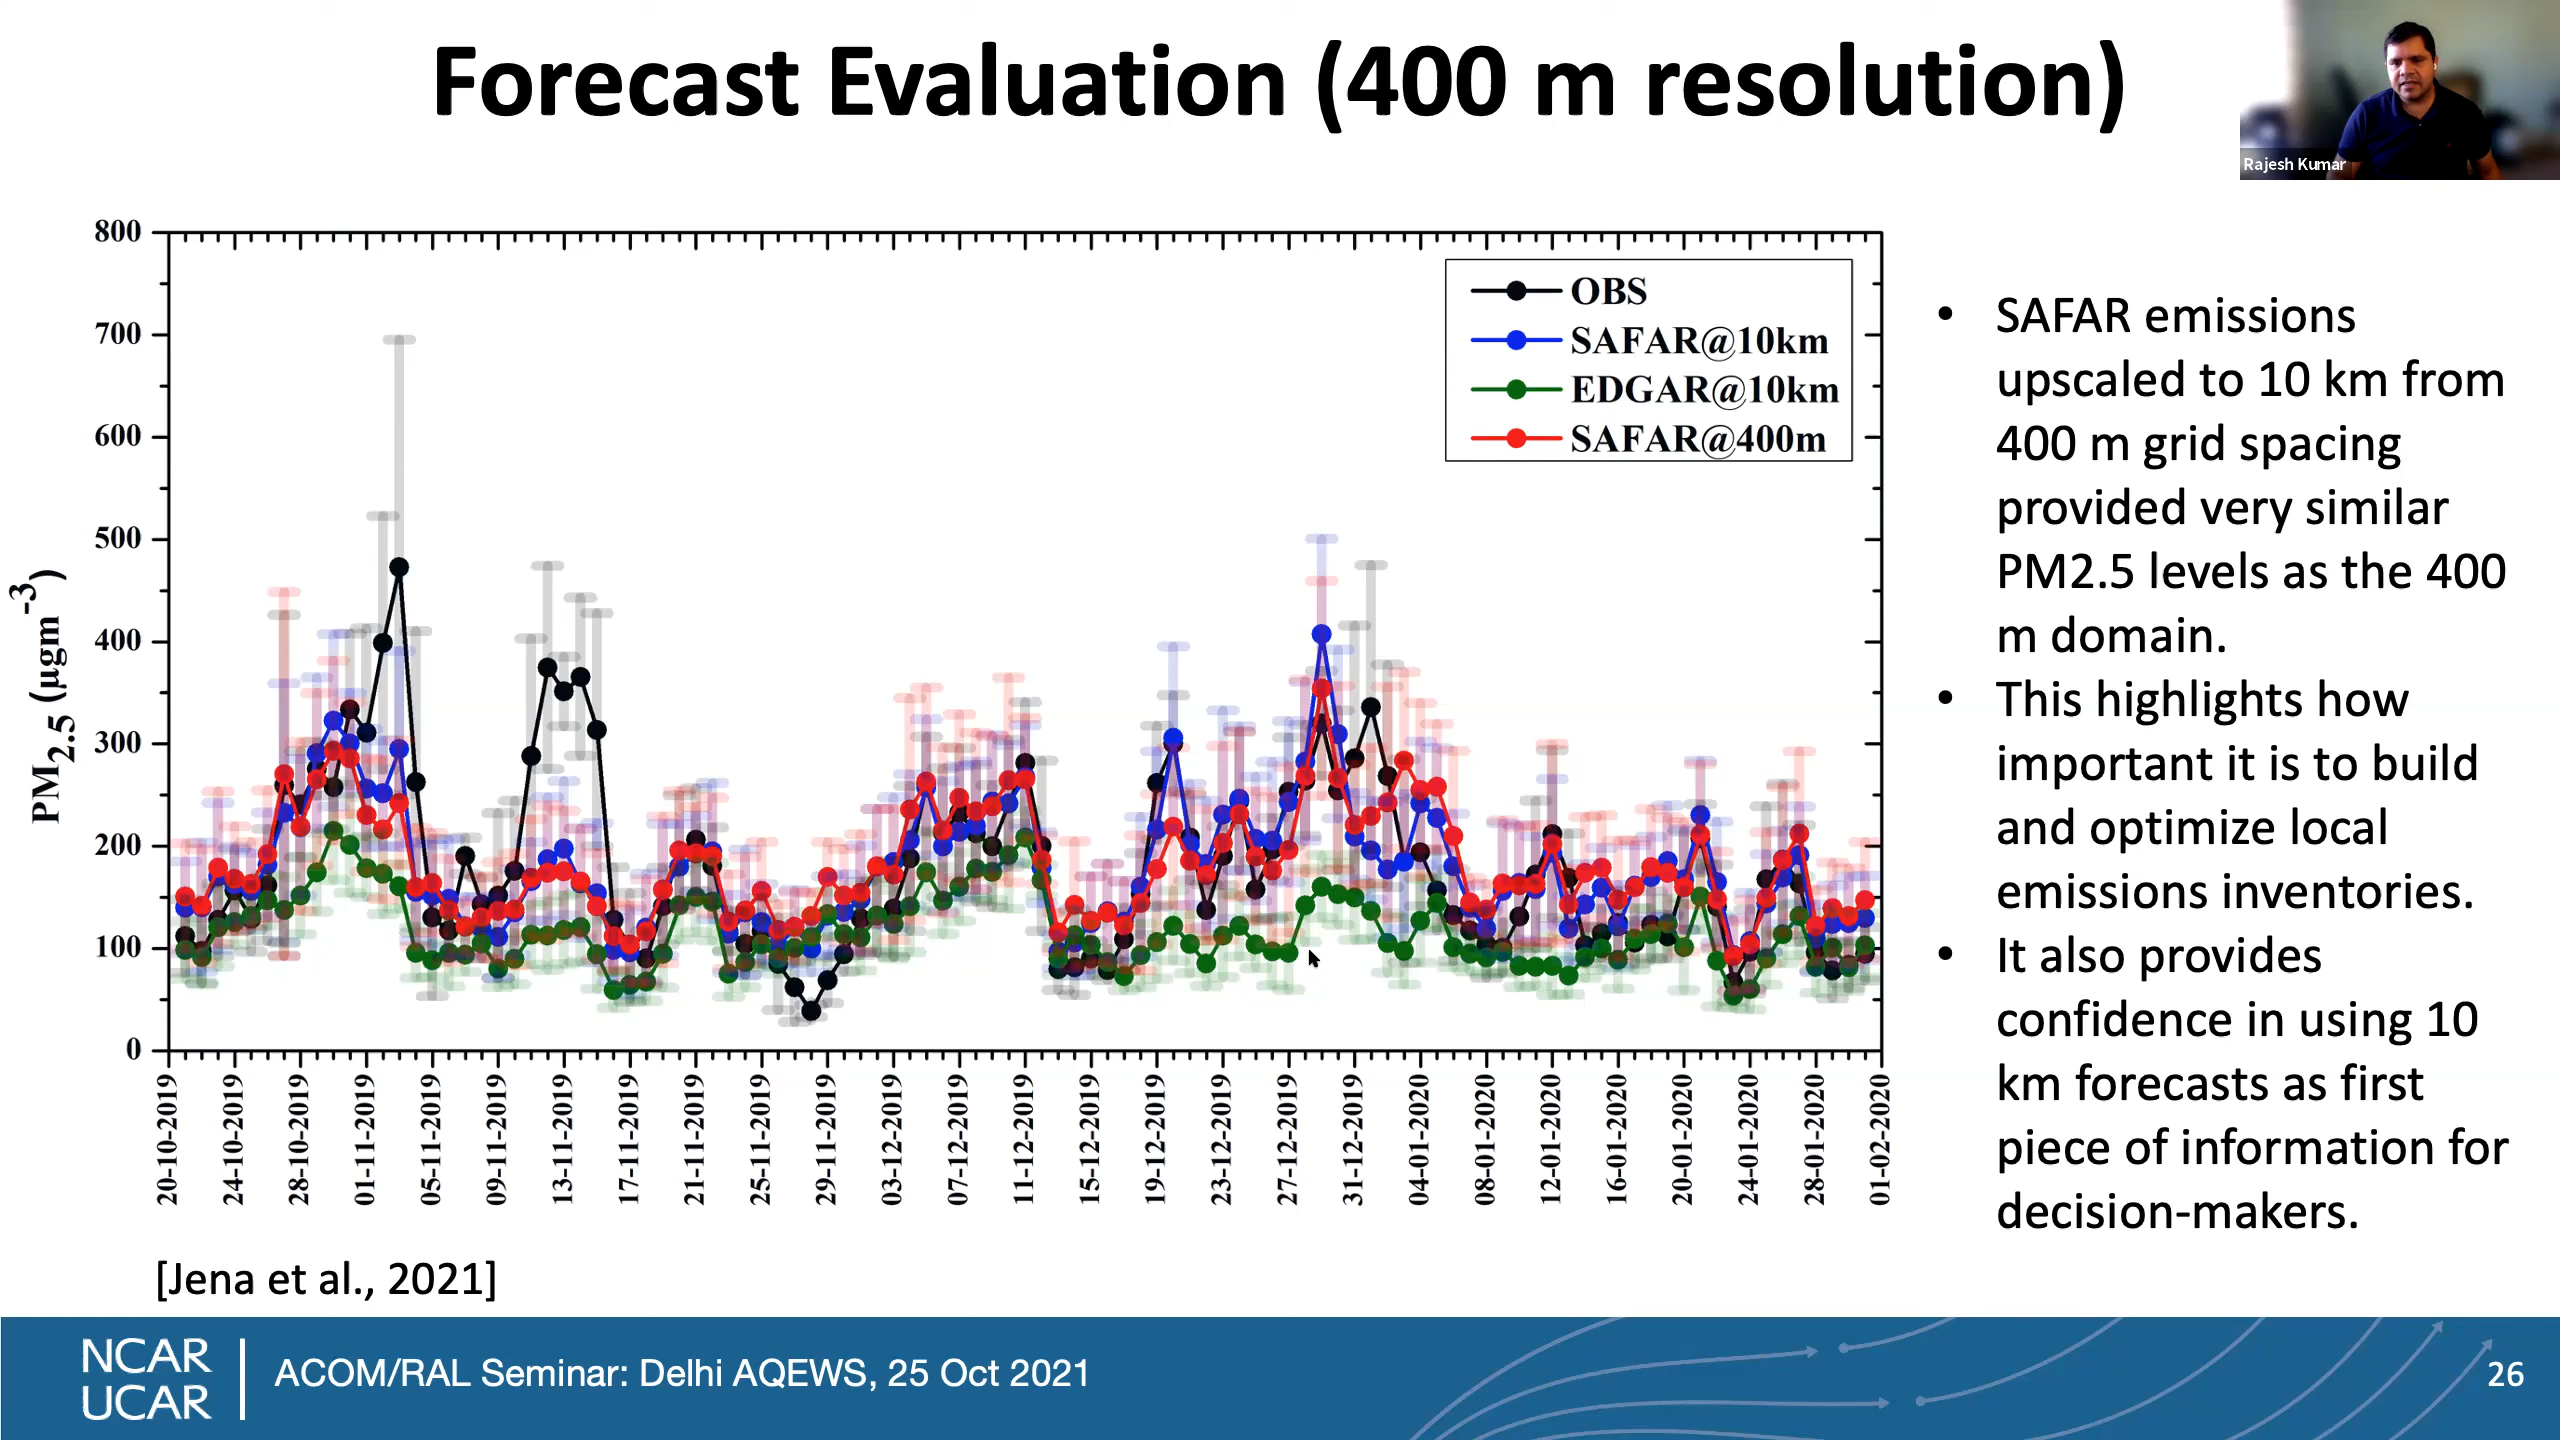 Forecast Evaluation (400 m resolution)
Rajesh Kumar
800
700
600
500
400
300
200
100
0
PM2.5 (μgm-3)
OBS
SAFAR@10km
EDGAR@10km
SAFAR@400m
20-10-2019
24-10-2019
28-10-2019
01-11-2019
05-11-2019
09-11-2019
13-11-2019
17-11-2019
21-11-2019
25-11-2019
29-11-2019
03-12-2019
07-12-2019
11-12-2019
15-12-2019
19-12-2019
23-12-2019
27-12-2019
31-12-2019
04-01-2020
08-01-2020
12-01-2020
16-01-2020
20-01-2020
24-01-2020
28-01-2020
01-02-2020
• SAFAR emissions
upscaled to 10 km from
400 m grid spacing
provided very similar
PM2.5 levels as the 400
m domain.
• This highlights how
important it is to build
and optimize local
emissions inventories.
• It also provides
confidence in using 10
km forecasts as first
piece of information for
decision-makers.
[Jena et al., 2021]
NCAR
UCAR
ACOM/RAL Seminar: Delhi AQEWS, 25 Oct 2021
26